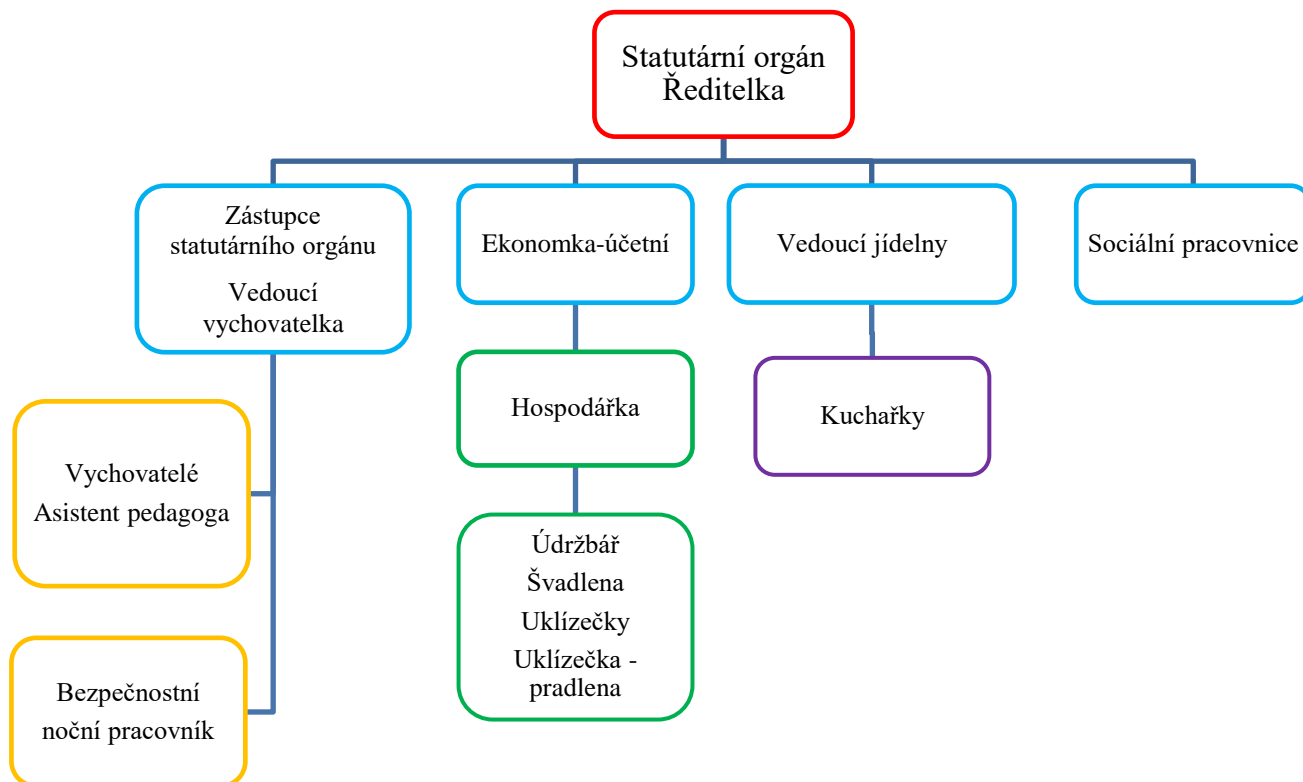 Statutární orgán
Ředitelka
Zástupce
statutárního orgánu
Vedoucí
vychovatelka
Ekonomka-účetní
Vedoucí jídelny
Sociální pracovnice
Hospodářka
Kuchařky
Vychovatelé
Asistent pedagoga
Údržbář
Švadlena
Uklízečky
Uklízečka -
pradlena
Bezpečnostní
noční pracovník